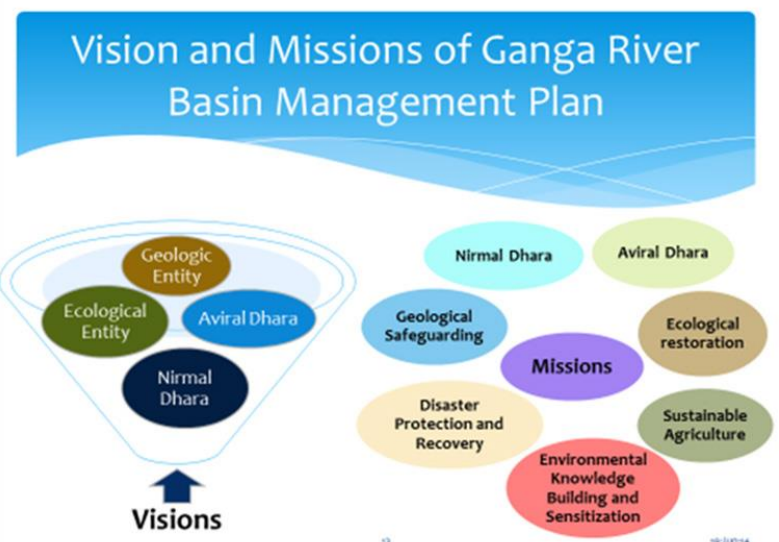 Vision and Missions of Ganga River
Basin Management Plan
Geologic
Entity
Ecological
Entity
Aviral Dhara
Nirmal
Dhara
Visions
Nirmal Dhara
Aviral Dhara
Geological
Safeguarding
Ecological
restoration
Missions
Disaster
Protection and
Recovery
Sustainable
Agriculture
Environmental
Knowledge
Building and
Sensitization